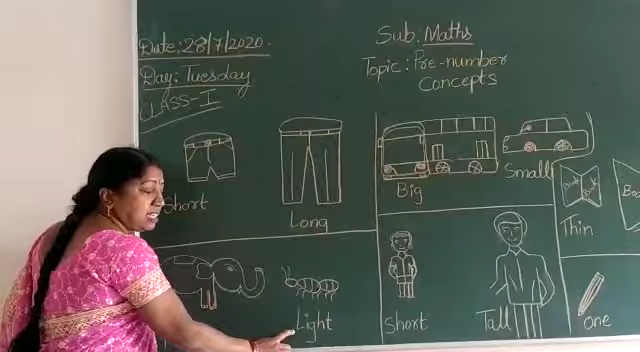 Date: 28/7/2020.
Day: Tuesday
CLASS-I
Sub: Maths
Topic: Pre-number
Concepts
Short
Long
Big
Small
Thin
Light
Short
Tall
one